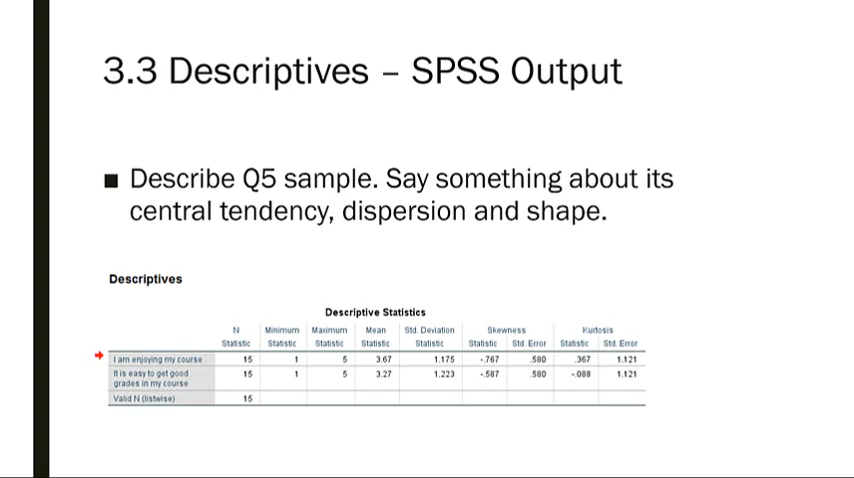 3.3 Descriptives – SPSS Output
■ Describe Q5 sample. Say something about its
central tendency, dispersion and shape.
Descriptives
Descriptive Statistics
N Minimum Maximum Mean Std. Deviation Skewness Kurtosis
Statistic Statistic Statistic Statistic Statistic Statistic Std. Error Statistic Std. Error
I am enjoying my course 15 1 5 3.67 1.175 -.767 .580 .367 1.121
It is easy to get good
grades in my course 15 1 5 3.27 1.223 -.587 .580 -.088 1.121
Valid N (listwise) 15